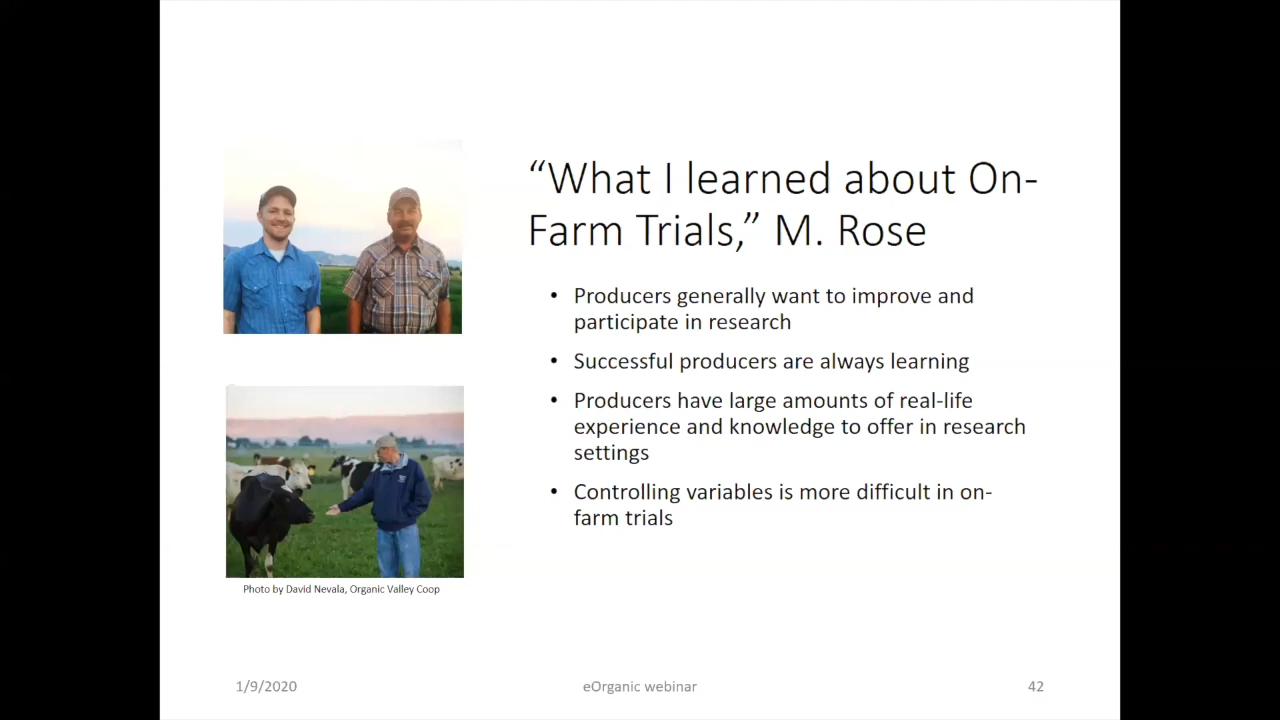 “What I learned about On-
Farm Trials,” M. Rose
• Producers generally want to improve and
participate in research
• Successful producers are always learning
• Producers have large amounts of real-life
experience and knowledge to offer in research
settings
• Controlling variables is more difficult in on-
farm trials
Photo by David Nevala, Organic Valley Coop
1/9/2020
eOrganic webinar
42